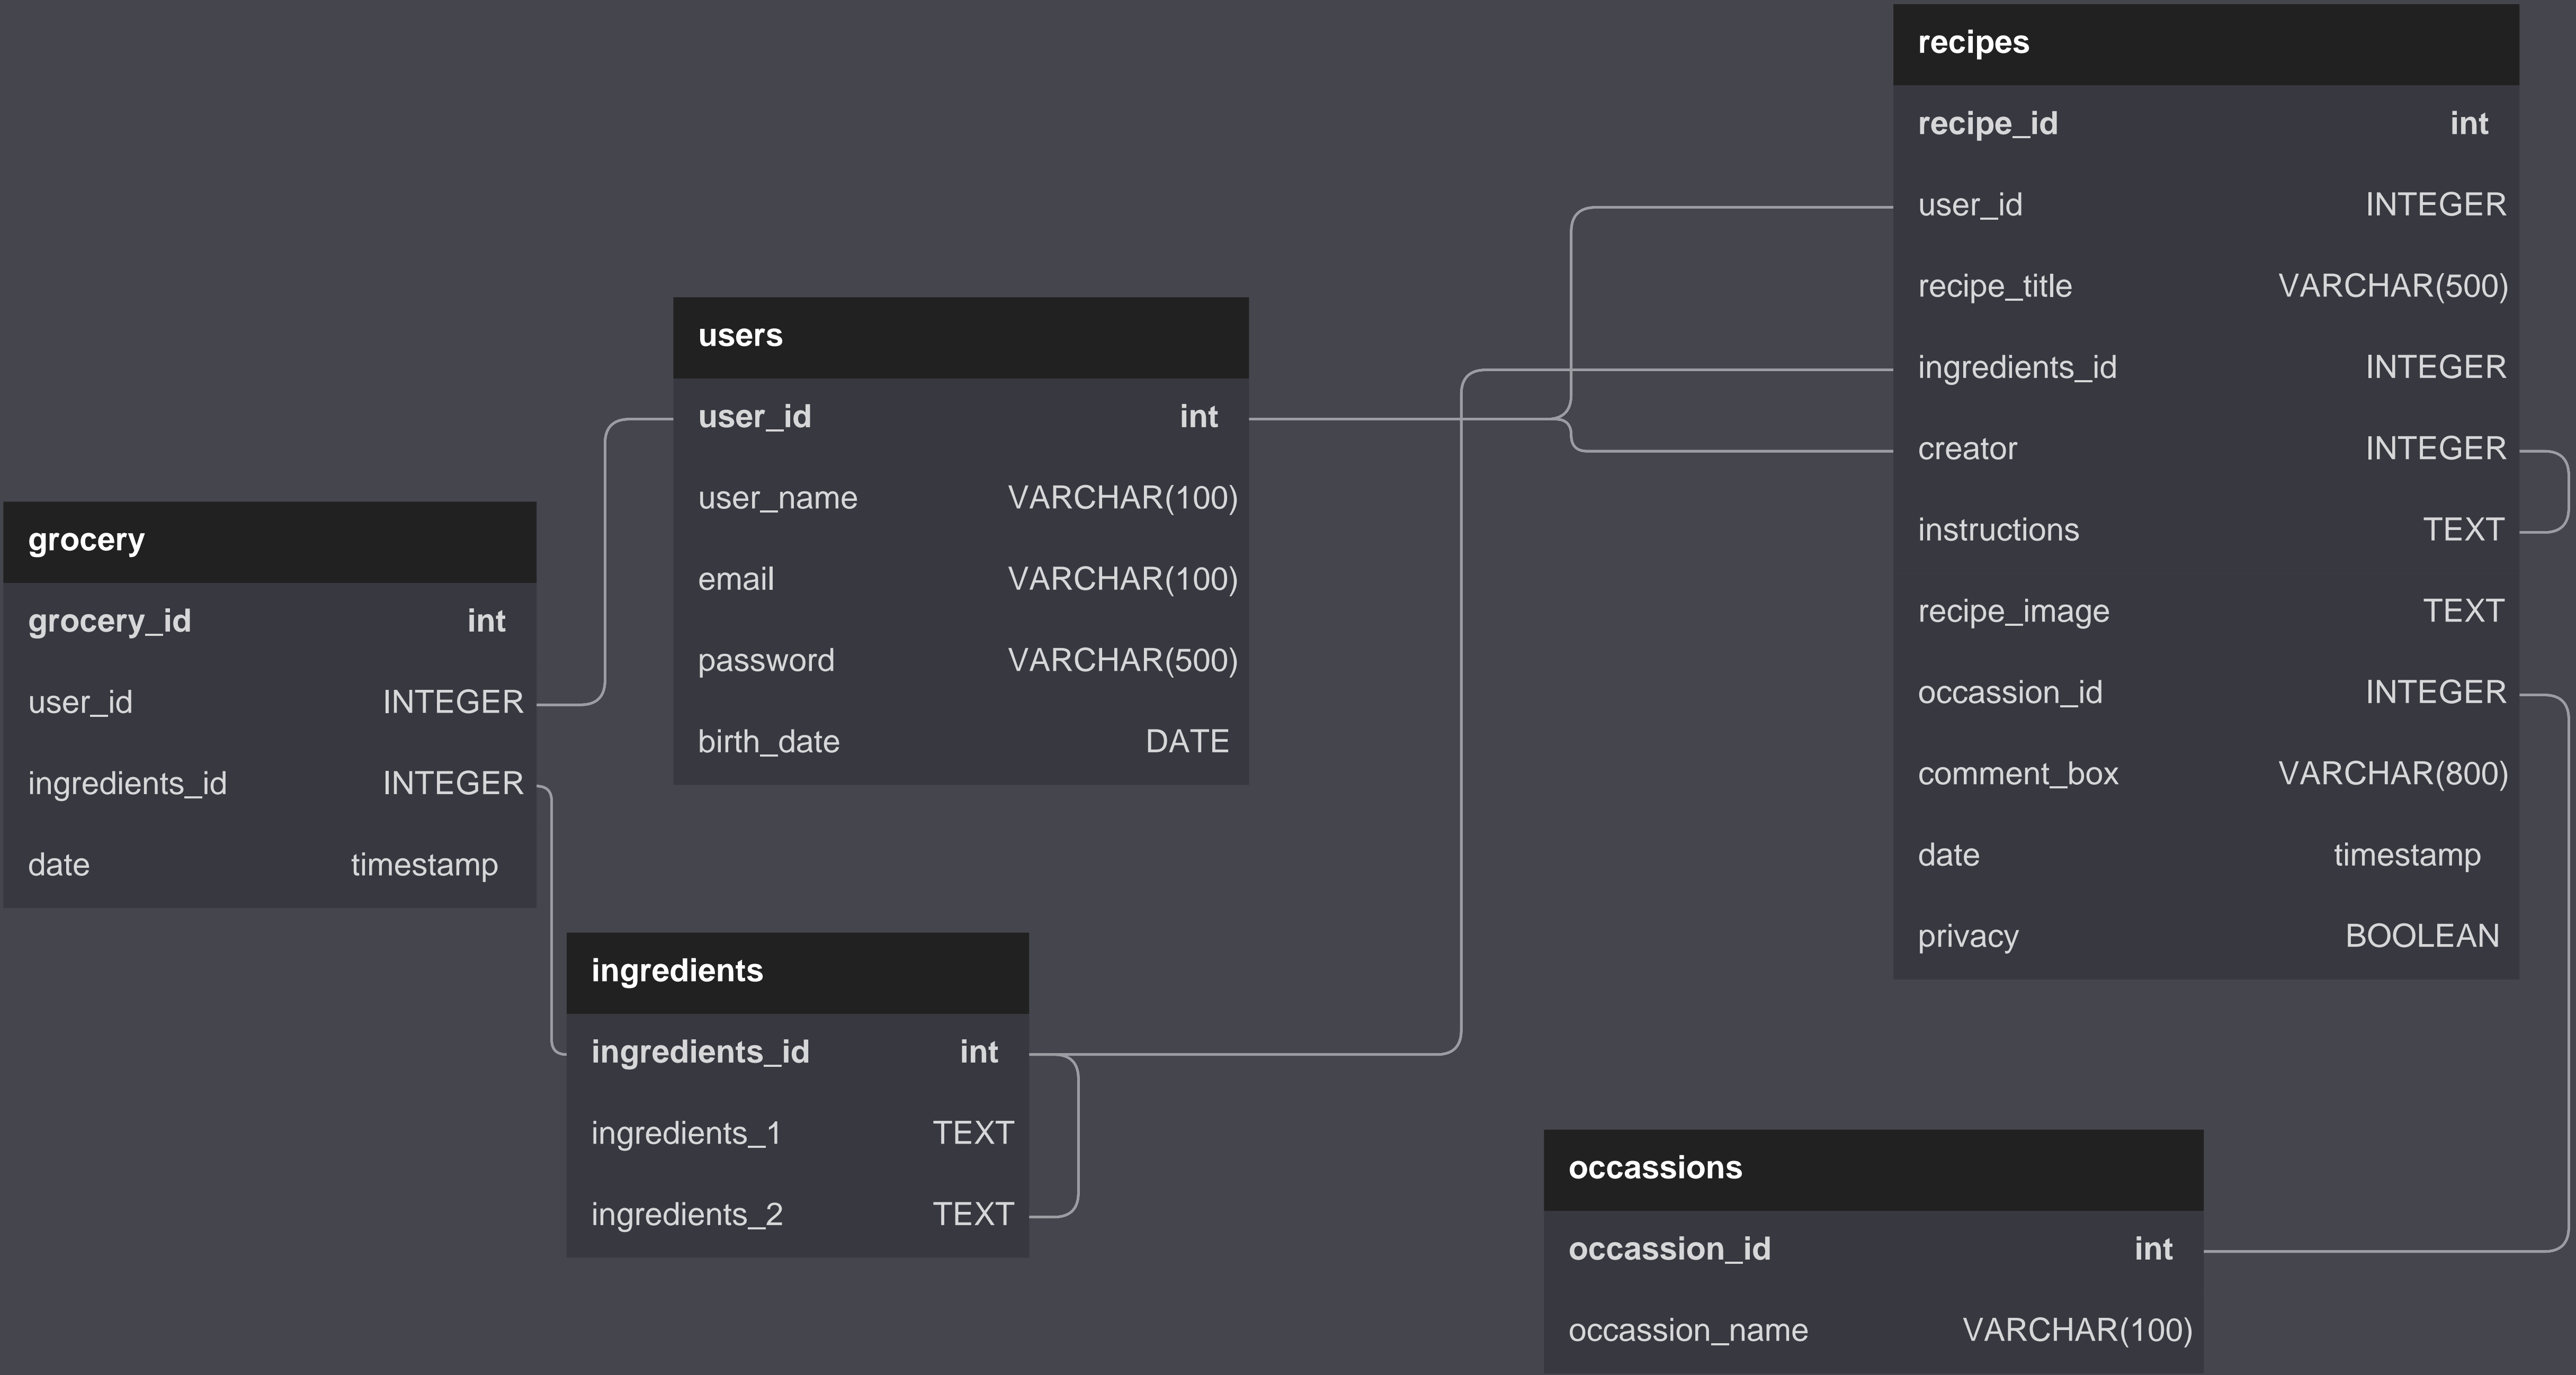 recipes
recipe_id int
user_id INTEGER
recipe_title VARCHAR(500)
ingredients_id INTEGER
creator INTEGER
instructions TEXT
recipe_image TEXT
occassion_id INTEGER
comment_box VARCHAR(800)
date timestamp
privacy BOOLEAN
users
user_id int
user_name VARCHAR(100)
email VARCHAR(100)
password VARCHAR(500)
birth_date DATE
grocery
grocery_id int
user_id INTEGER
ingredients_id INTEGER
date timestamp
ingredients
ingredients_id int
ingredients_1 TEXT
ingredients_2 TEXT
occassions
occassion_id int
occassion_name VARCHAR(100)